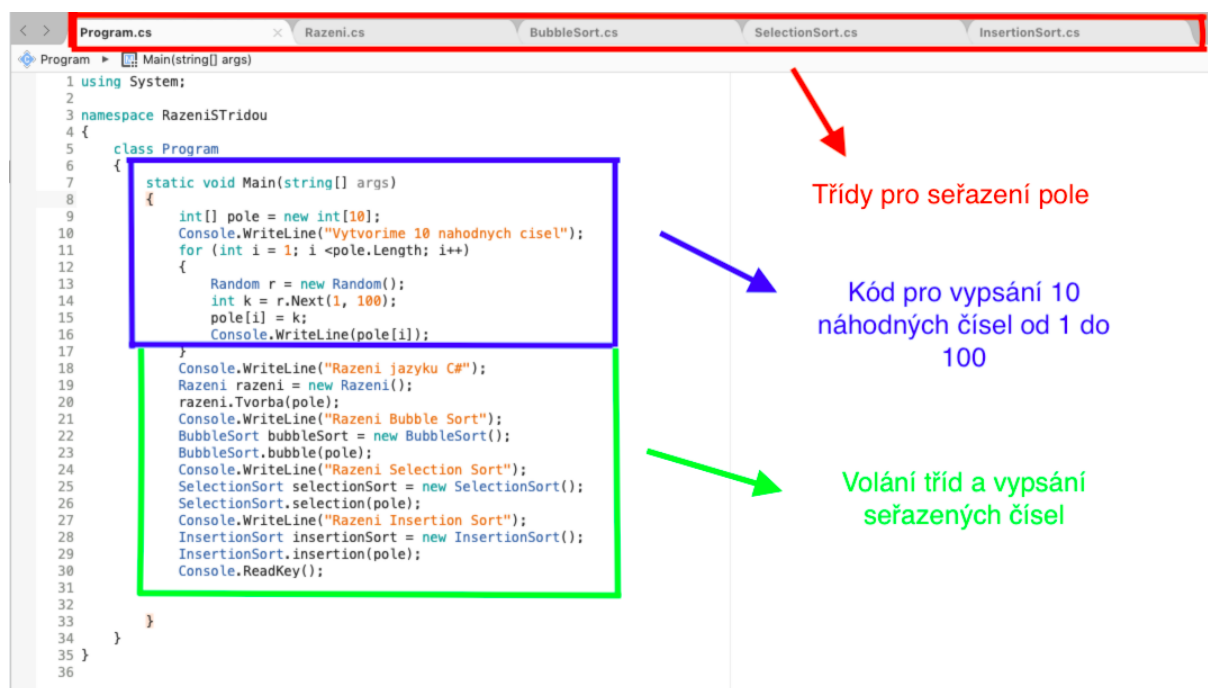 Program.cs
Razeni.cs
BubbleSort.cs
SelectionSort.cs
InsertionSort.cs
Program
Main(string[] args)
1 using System;
2
3 namespace RazeniSTridou
4 {
5 class Program
6 {
7 static void Main(string[] args)
8 {
9 int[] pole = new int[10];
10 Console.WriteLine("Vytvorime 10 nahodnych cisel");
11 for (int i = 1; i <pole.Length; i++)
12 {
13 Random r = new Random();
14 int k = r.Next(1, 100);
15 pole[i] = k;
16 Console.WriteLine(pole[i]);
17 }
18 Console.WriteLine("Razeni jazyku C#");
19 Razeni razeni = new Razeni();
20 razeni.Tvorba(pole);
21 Console.WriteLine("Razeni Bubble Sort");
22 BubbleSort bubbleSort = new BubbleSort();
23 BubbleSort.bubble(pole);
24 Console.WriteLine("Razeni Selection Sort");
25 SelectionSort selectionSort = new SelectionSort();
26 SelectionSort.selection(pole);
27 Console.WriteLine("Razeni Insertion Sort");
28 InsertionSort insertionSort = new InsertionSort();
29 InsertionSort.insertion(pole);
30 Console.ReadKey();
31
32
33 }
34 }
35 }
36
Třídy pro seřazení pole
Kód pro vypsání 10
náhodných čísel od 1 do
100
Volání tříd a vypsání
seřazených čísel